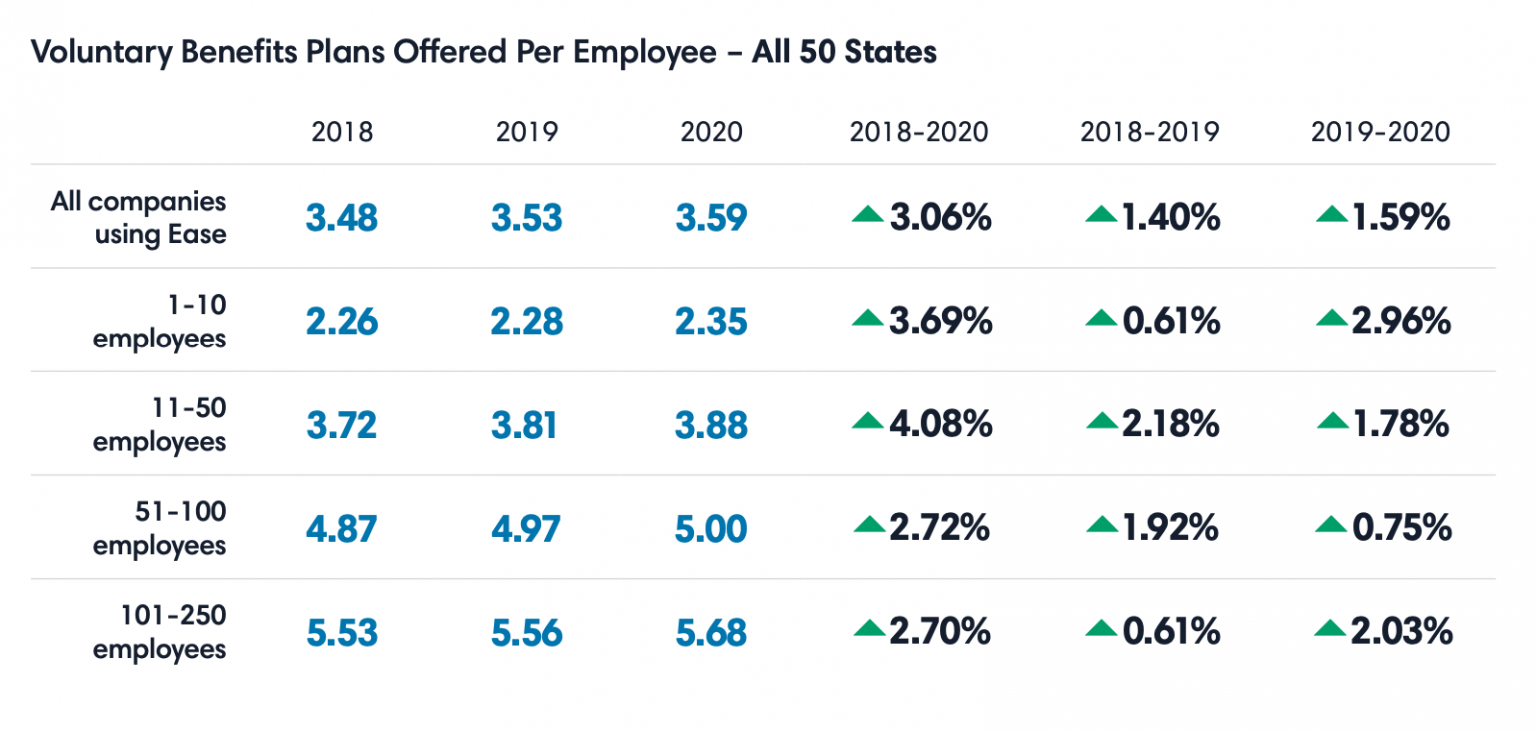 Voluntary Benefits Plans Offered Per Employee – All 50 States
2018 2019 2020 2018-2020 2018-2019 2019-2020
All companies
using Ease
3.48 3.53 3.59 ▲3.06% ▲1.40% ▲1.59%
1-10
employees
2.26 2.28 2.35 ▲3.69% ▲0.61% ▲2.96%
11-50
employees
3.72 3.81 3.88 ▲4.08% ▲2.18% ▲1.78%
51-100
employees
4.87 4.97 5.00 ▲2.72% ▲1.92% ▲0.75%
101-250
employees
5.53 5.56 5.68 ▲2.70% ▲0.61% ▲2.03%